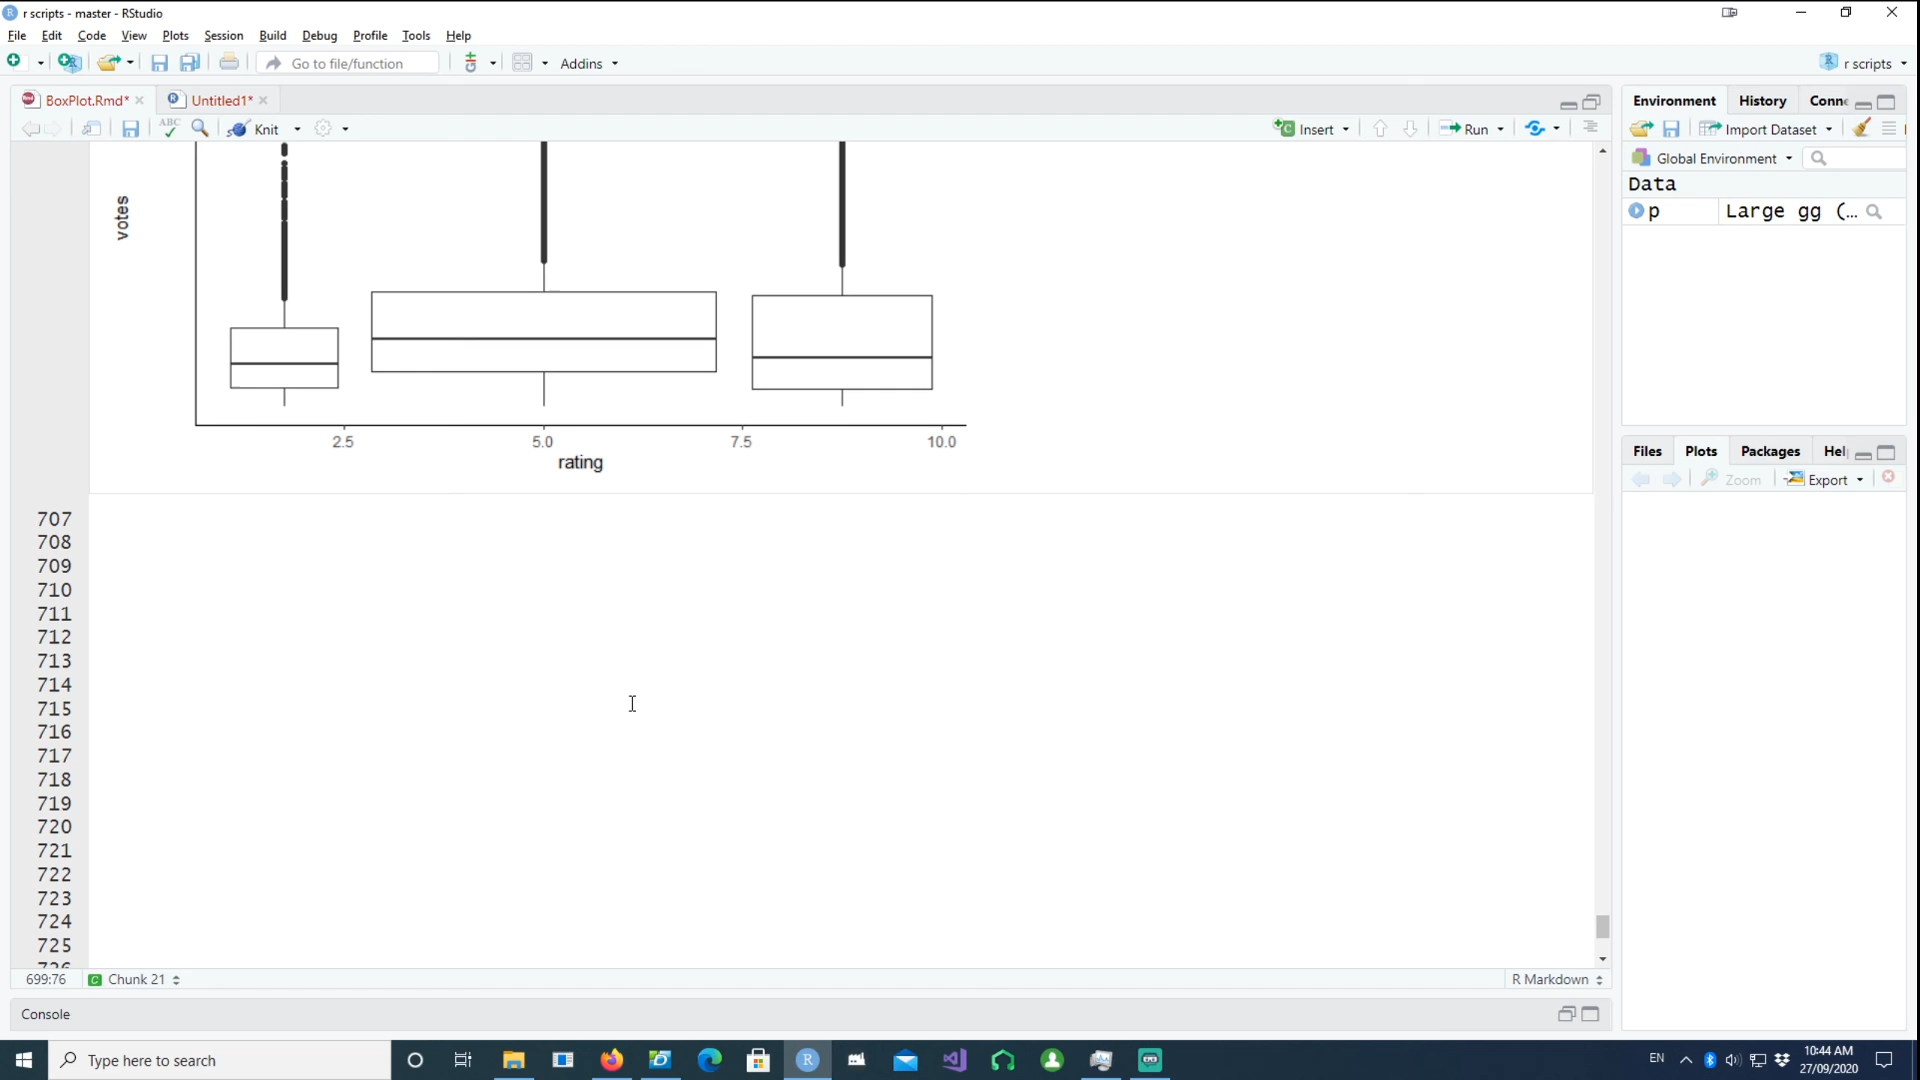 r scripts - master - RStudio
File Edit Code View Plots Session Build Debug Profile Tools Help
Go to file/function Addins r scripts
BoxPlot.Rmd* Untitled1*
ABC Knit Insert Run
votes
2.5 5.0 7.5 10.0
rating
707
708
709
710
711
712
713
714
715
716
717
718
719
720
721
722
723
724
725
726
699:76 Chunk 21 R Markdown
Console
Environment History Conne
Import Dataset
Global Environment
Data
p Large gg (…
Files Plots Packages Hel
Zoom Export
Type here to search
EN 10:44 AM
27/09/2020